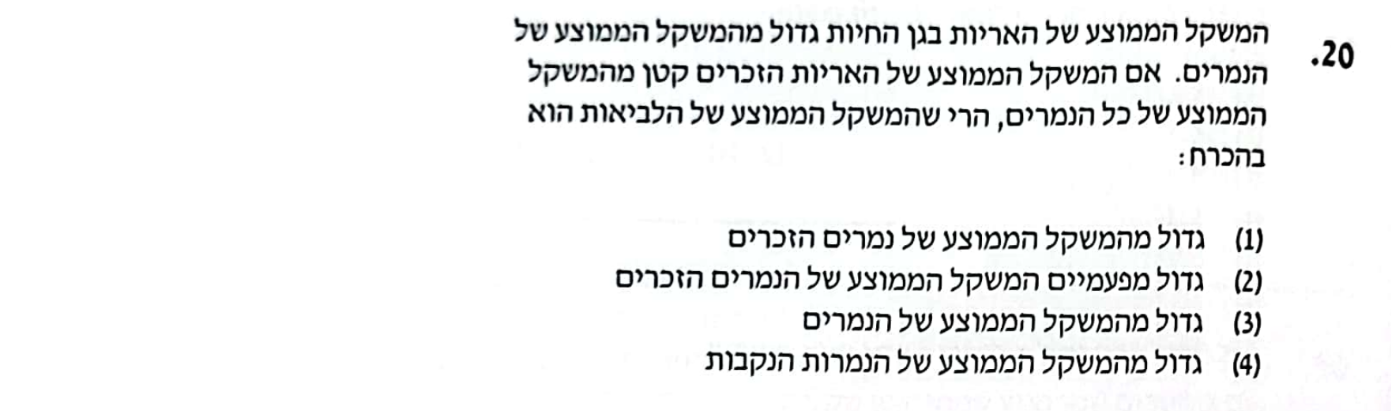 20. המשקל הממוצע של האריות בגן החיות גדול מהמשקל הממוצע של
הנמרים. אם המשקל הממוצע של האריות הזכרים קטן מהמשקל
הממוצע של כל הנמרים, הרי שהמשקל הממוצע של הלביאות הוא
בהכרח:
(1) גדול מהמשקל הממוצע של נמרים הזכרים
(2) גדול מפעמיים המשקל הממוצע של הנמרים הזכרים
(3) גדול מהמשקל הממוצע של הנמרים
(4) גדול מהמשקל הממוצע של הנמרות הנקבות